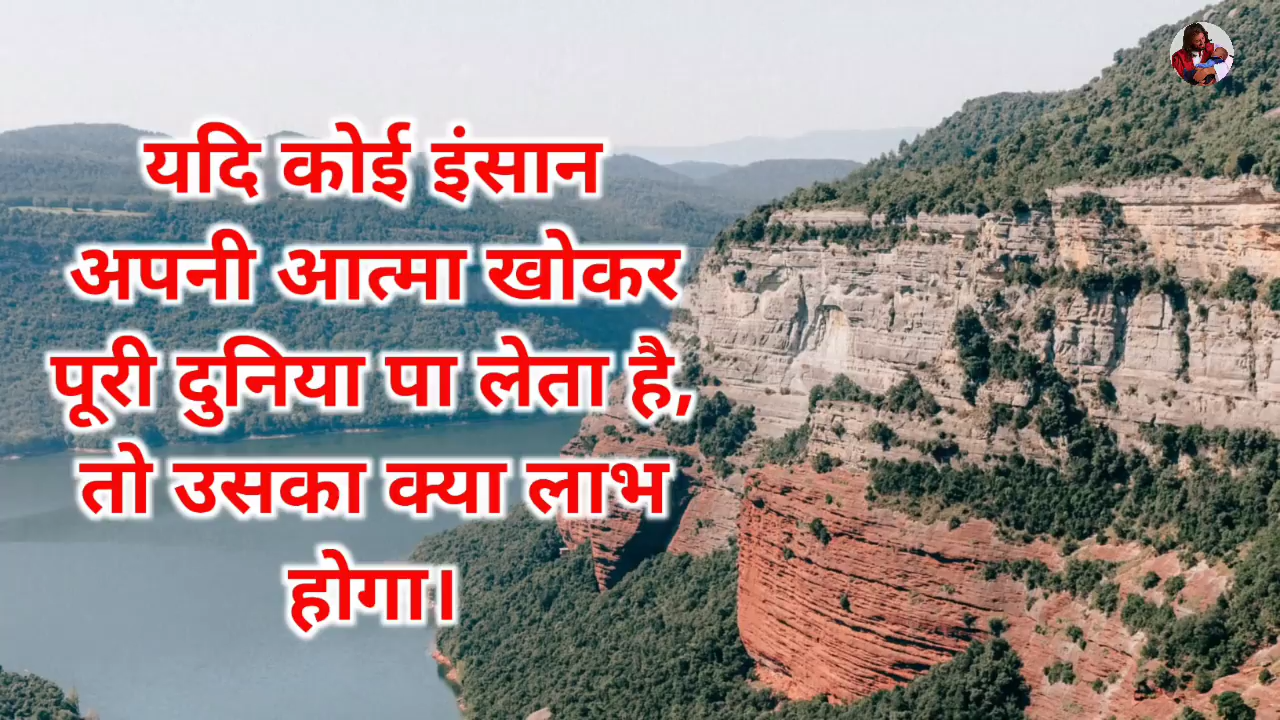 यदि कोई इंसान
अपनी आत्मा खोकर
पूरी दुनिया पा लेता है,
तो उसका क्या लाभ
होगा।